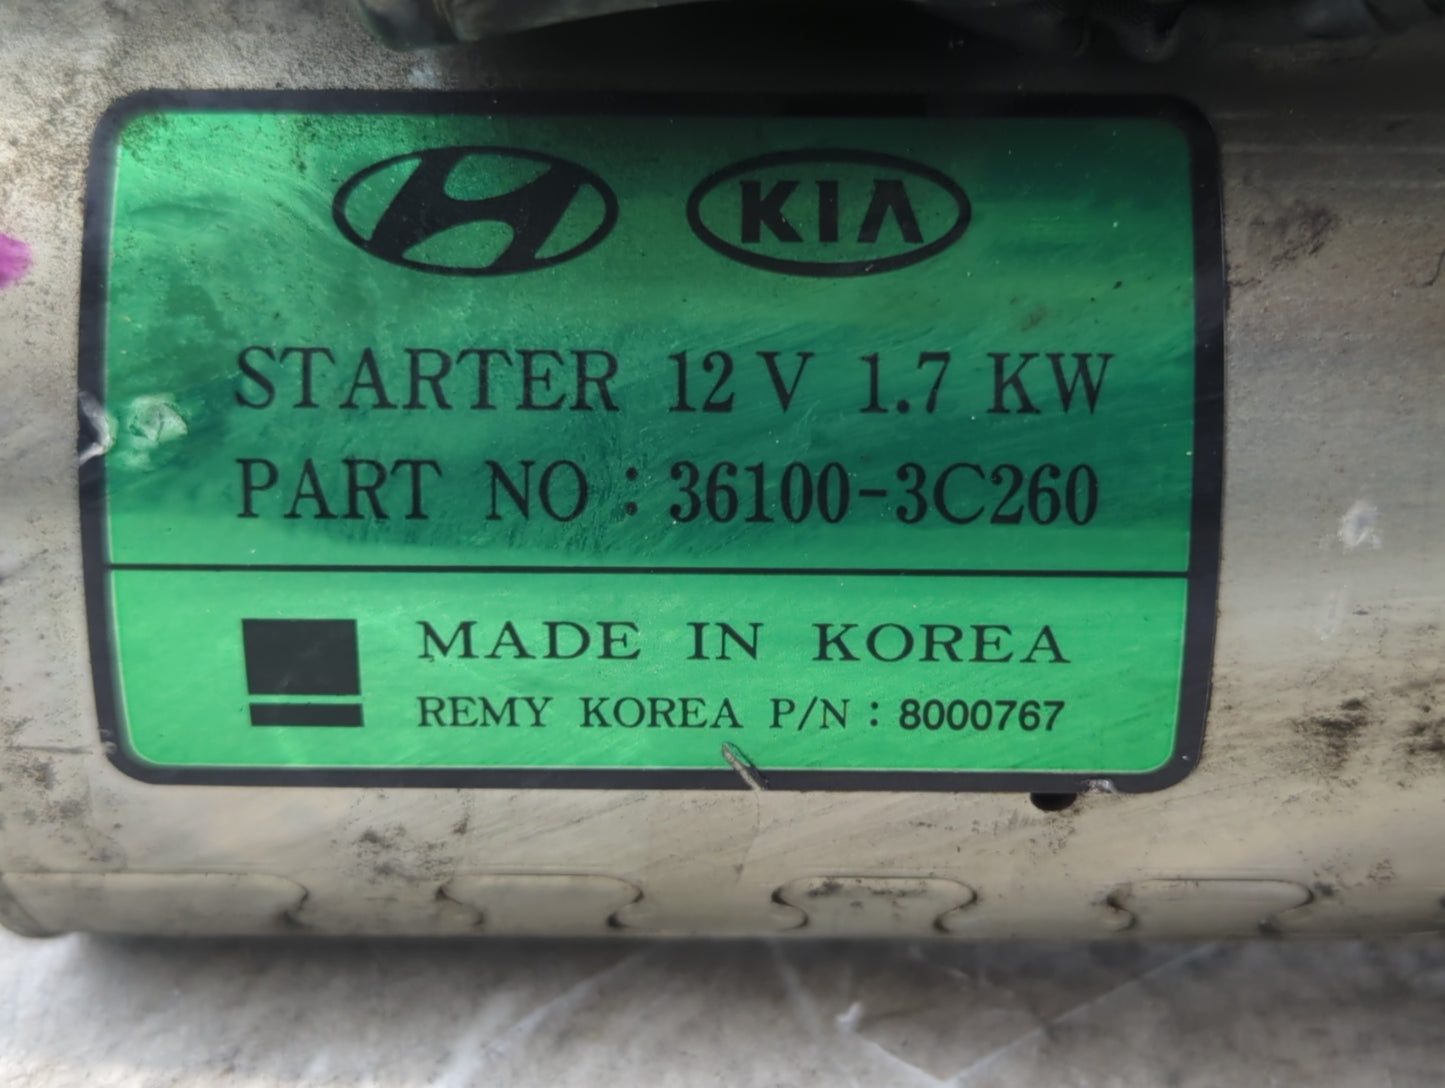 KIA
STARTER 12 V 1.7 KW
PART NO : 36100-3C260
MADE IN KOREA
REMY KOREA P/N : 8000767